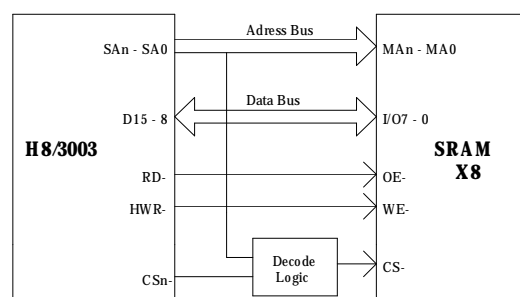 Adress Bus
SAn - SA0
MAn - MA0
Data Bus
D15 - 8
I/O7 - 0
H8/3003
SRAM
X8
RD-
OE-
HWR-
WE-
Decode
Logic
CS-
CSn-